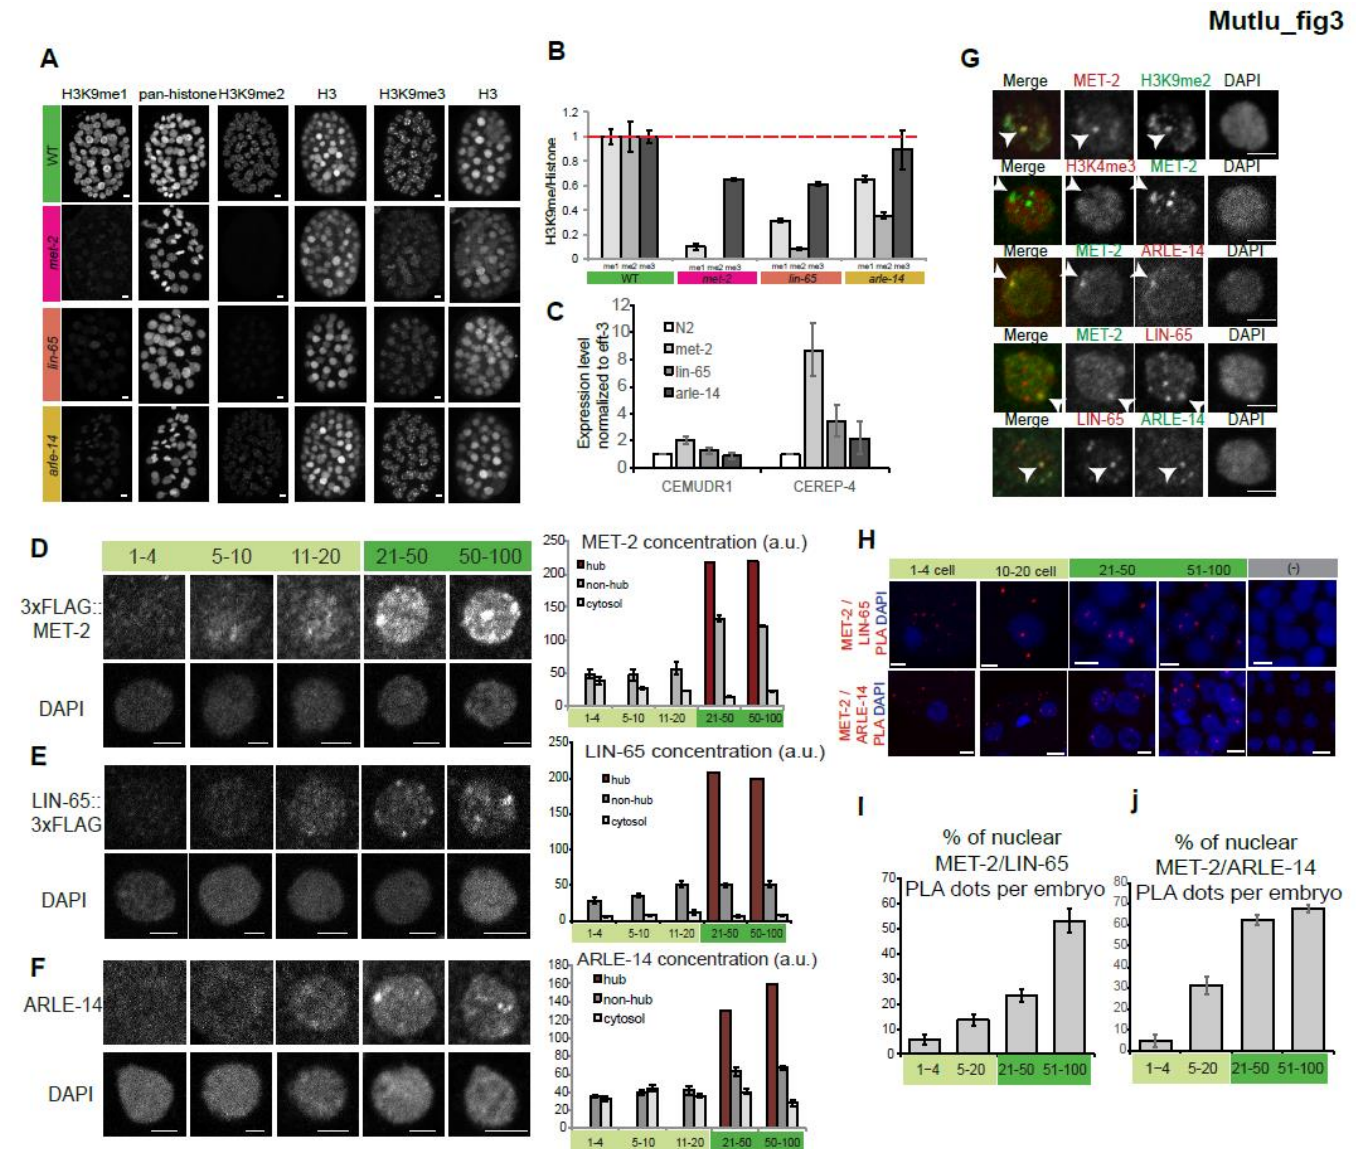 Mutlu_fig3
A
H3K9me1 pan-histone H3K9me2 H3 H3K9me3 H3
WT
met-2
lin-65
arle-14
B
H3K9me/Histone
1.2
1
0.8
0.6
0.4
0.2
0
me1 me2 me3 me1 me2 me3 me1 me2 me3 me1 me2 me3
WT met-2 lin-65 arle-14
C
Expression level
normalized to eft-3
12
10
8
6
4
2
0
N2
met-2
lin-65
arle-14
CEMUDR1 CEREP-4
G
Merge MET-2 H3K9me2 DAPI
Merge H3K4me3 MET-2 DAPI
Merge MET-2 ARLE-14 DAPI
Merge MET-2 LIN-65 DAPI
Merge LIN-65 ARLE-14 DAPI
D
1-4 5-10 11-20 21-50 50-100
3xFLAG::
MET-2
DAPI
MET-2 concentration (a.u.)
250
200
150
100
50
0
hub
non-hub
cytosol
1-4 5-10 11-20 21-50 50-100
E
LIN-65::
3xFLAG
DAPI
LIN-65 concentration (a.u.)
250
200
150
100
50
0
hub
non-hub
cytosol
1-4 5-10 11-20 21-50 50-100
F
ARLE-14
DAPI
ARLE-14 concentration (a.u.)
180
160
140
120
100
80
60
40
20
0
hub
non-hub
cytosol
1-4 5-10 11-20 21-50 50-100
H
1-4 cell 10-20 cell 21-50 51-100 (-)
MET-2 /
LIN-65
PLA DAPI
MET-2 /
ARLE-14
PLA DAPI
I
% of nuclear
MET-2/LIN-65
PLA dots per embryo
70
60
50
40
30
20
10
0
1–4 5-20 21-50 51-100
j
% of nuclear
MET-2/ARLE-14
PLA dots per embryo
80
70
60
50
40
30
20
10
0
1–4 5-20 21-50 51-100